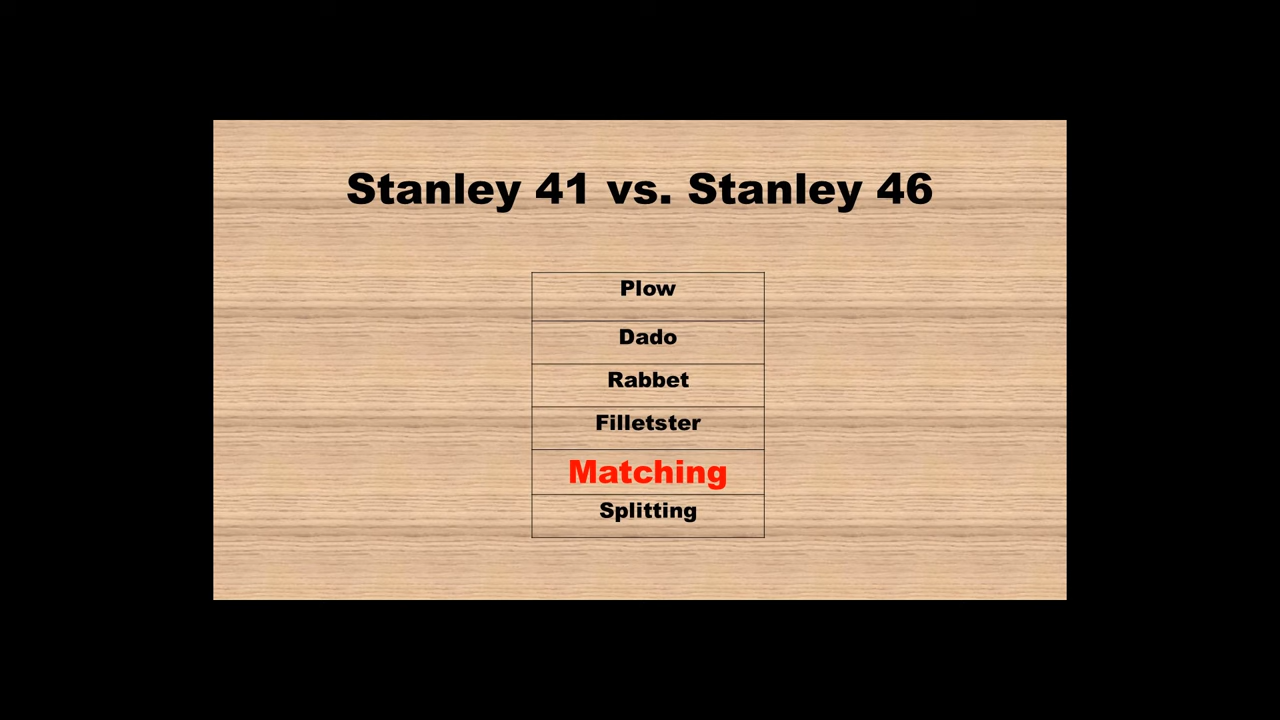 Stanley 41 vs. Stanley 46
Plow
Dado
Rabbet
Filletster
Matching
Splitting